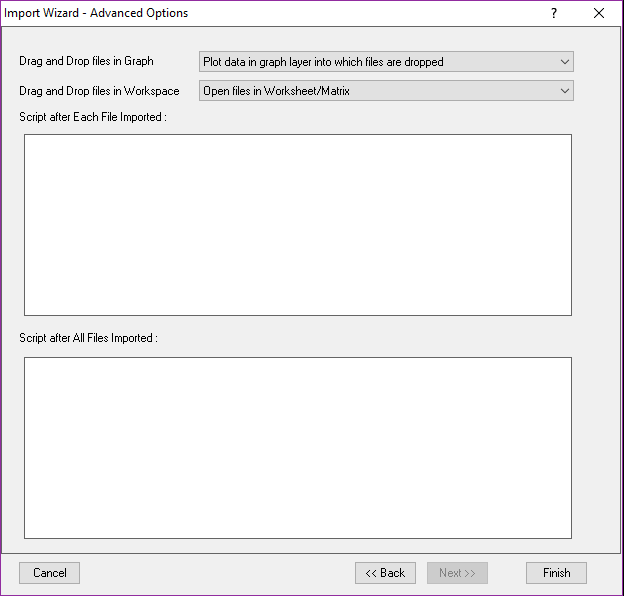 Import Wizard - Advanced Options
?
Drag and Drop files in Graph
Plot data in graph layer into which files are dropped
Drag and Drop files in Workspace
Open files in Worksheet/Matrix
Script after Each File Imported :
Script after All Files Imported :
Cancel
<< Back
Next >>
Finish